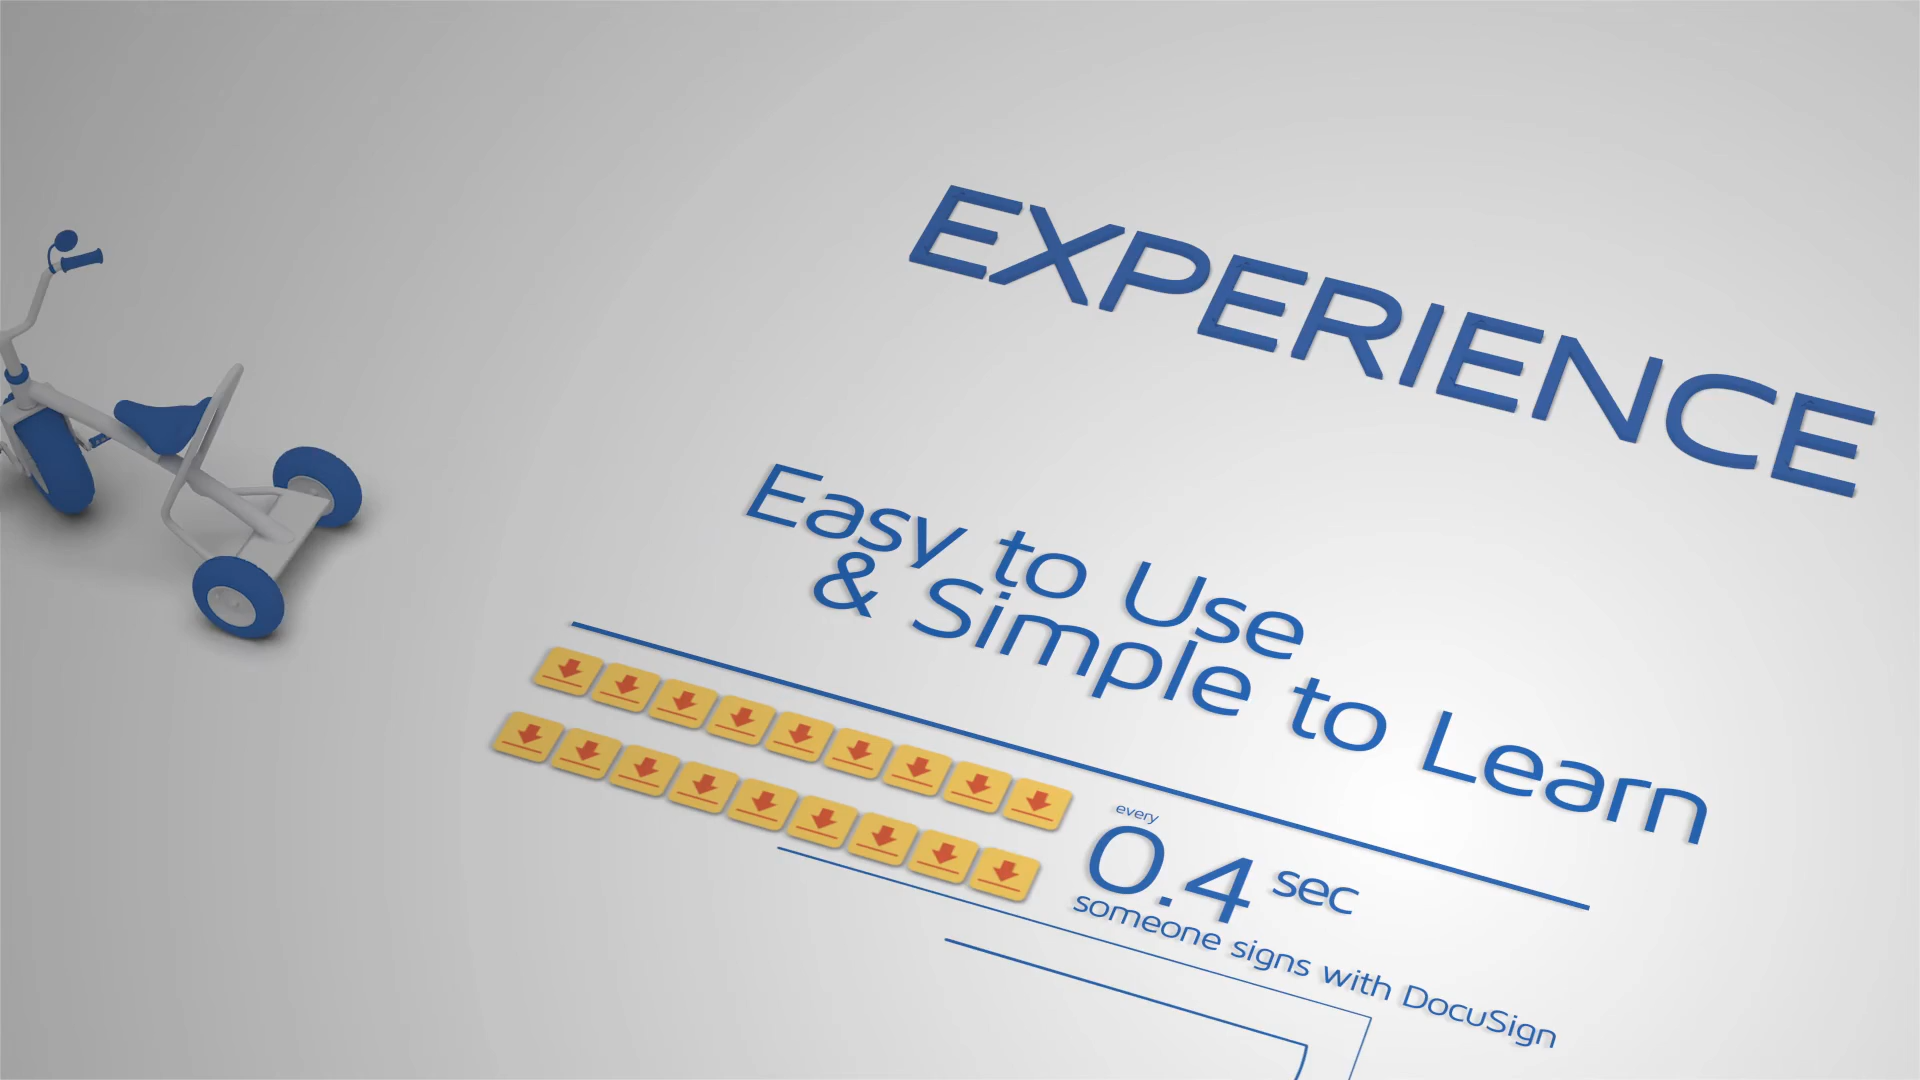 EXPERIENCE
Easy to Use
& Simple to Learn
every
0.4 sec
someone signs with DocuSign